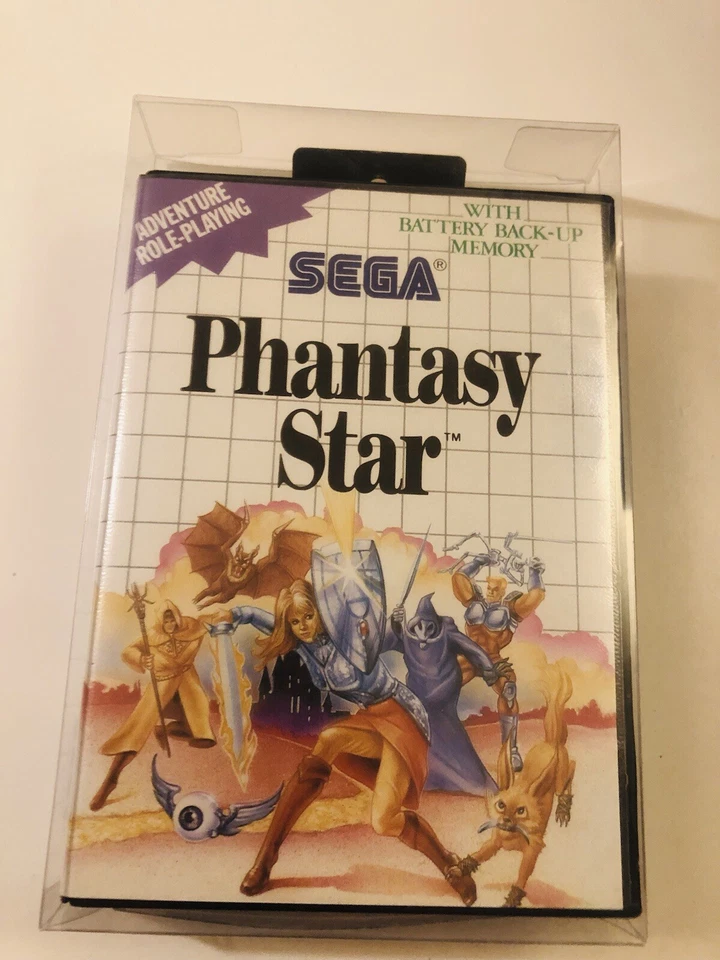 ADVENTURE
ROLE-PLAYING
WITH
BATTERY BACK-UP
MEMORY
SEGA®
Phantasy
Star™